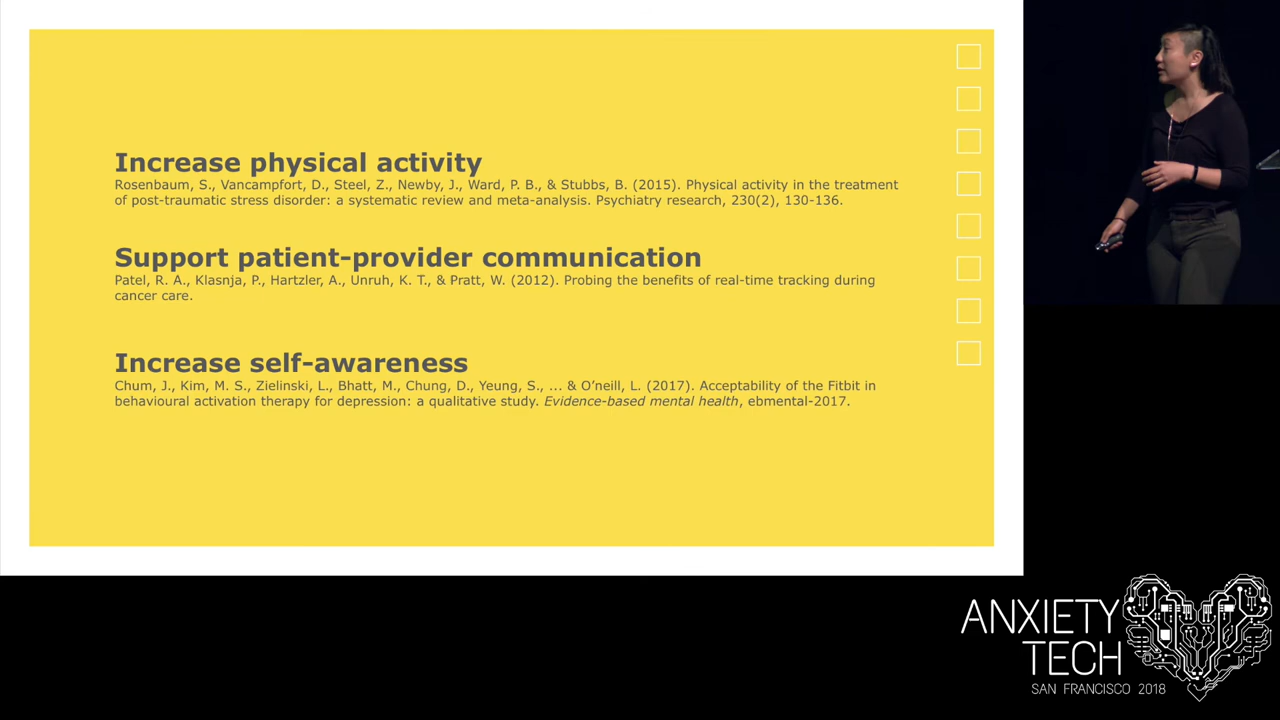 Increase physical activity
Rosenbaum, S., Vancampfort, D., Steel, Z., Newby, J., Ward, P. B., & Stubbs, B. (2015). Physical activity in the treatment
of post-traumatic stress disorder: a systematic review and meta-analysis. Psychiatry research, 230(2), 130-136.
Support patient-provider communication
Patel, R. A., Klasnja, P., Hartzler, A., Unruh, K. T., & Pratt, W. (2012). Probing the benefits of real-time tracking during
cancer care.
Increase self-awareness
Chum, J., Kim, M. S., Zielinski, L., Bhatt, M., Chung, D., Yeung, S., ... & O’neill, L. (2017). Acceptability of the Fitbit in
behavioural activation therapy for depression: a qualitative study. Evidence-based mental health, ebmental-2017.
ANXIETY
TECH
SAN FRANCISCO 2018